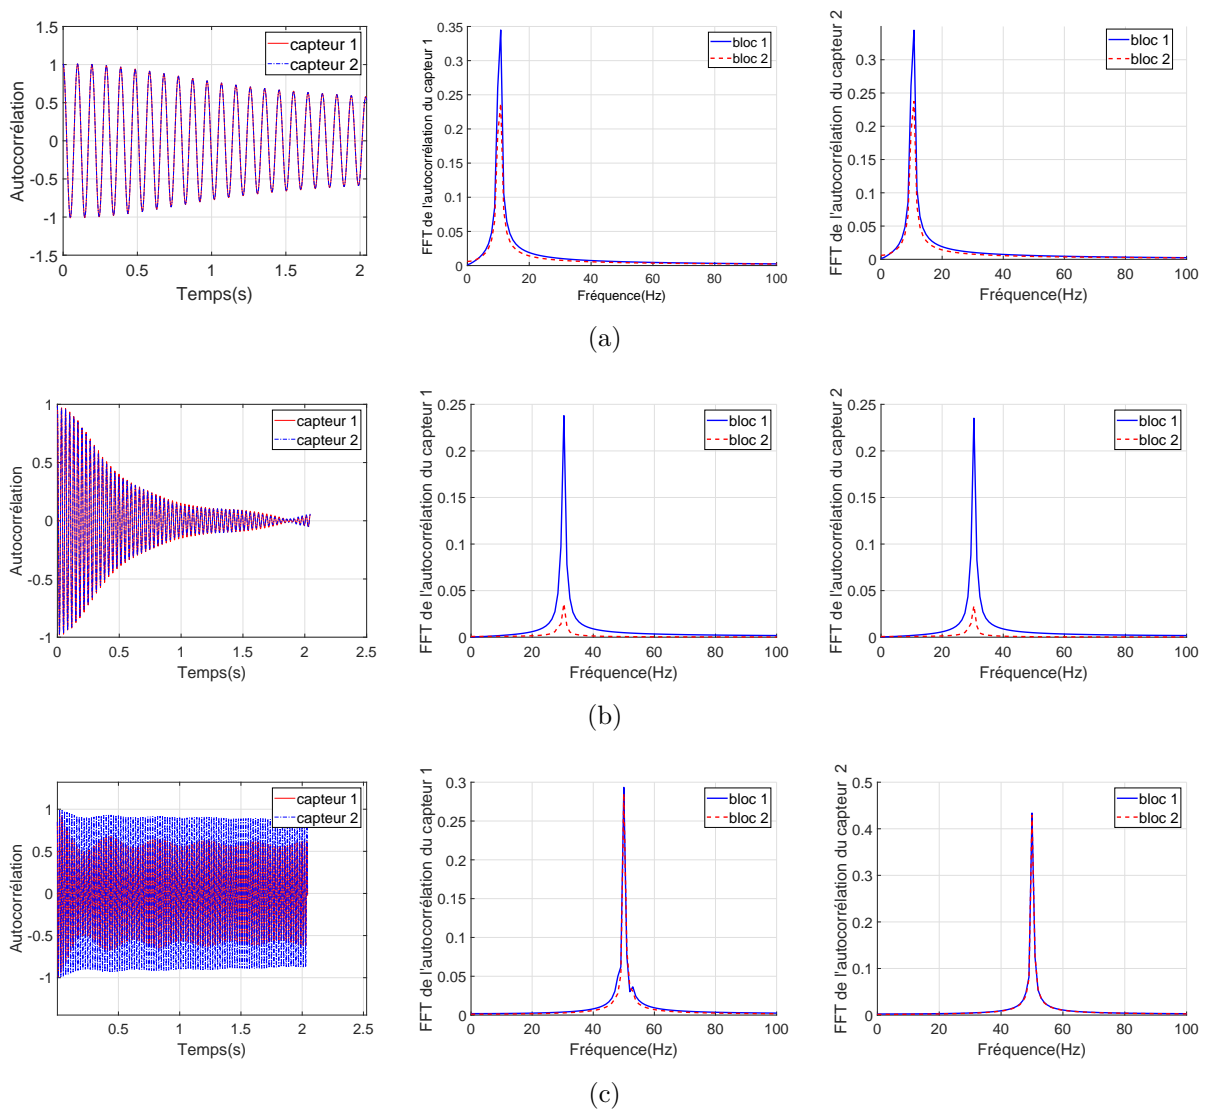 1.5
1
0.5
0
-0.5
-1
-1.5
0
0.5
1
1.5
2
Autocorrélation
Temps(s)
capteur 1
capteur 2
0.35
0.3
0.25
0.2
0.15
0.1
0.05
0
0
20
40
60
80
100
FFT de l'autocorrélation du capteur 1
Fréquence(Hz)
bloc 1
bloc 2
0.3
0.25
0.2
0.15
0.1
0.05
0
0
20
40
60
80
100
FFT de l'autocorrélation du capteur 2
Fréquence(Hz)
bloc 1
bloc 2
(a)
1
0.5
0
-0.5
-1
0
0.5
1
1.5
2
2.5
Autocorrélation
Temps(s)
capteur 1
capteur 2
0.25
0.2
0.15
0.1
0.05
0
0
20
40
60
80
100
FFT de l'autocorrélation du capteur 1
Fréquence(Hz)
bloc 1
bloc 2
0.25
0.2
0.15
0.1
0.05
0
0
20
40
60
80
100
FFT de l'autocorrélation du capteur 2
Fréquence(Hz)
bloc 1
bloc 2
(b)
1
0.5
0
-0.5
-1
0.5
1
1.5
2
2.5
Autocorrélation
Temps(s)
capteur 1
capteur 2
0.3
0.25
0.2
0.15
0.1
0.05
0
0
20
40
60
80
100
FFT de l'autocorrélation du capteur 1
Fréquence(Hz)
bloc 1
bloc 2
0.5
0.4
0.3
0.2
0.1
0
0
20
40
60
80
100
FFT de l'autocorrélation du capteur 2
Fréquence(Hz)
bloc 1
bloc 2
(c)